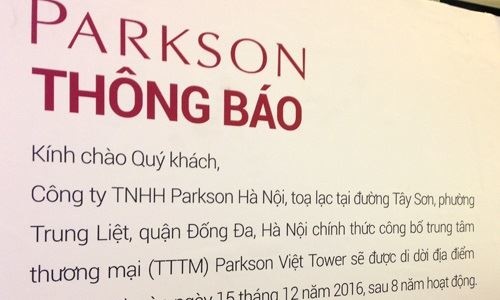 PARKSON
THÔNG BÁO
Kính chào Quý khách,
Công ty TNHH Parkson Hà Nội, toạ lạc tại đường Tây Sơn, phường
Trung Liệt, quận Đống Đa, Hà Nội chính thức công bố trung tâm
thương mại (TTTM) Parkson Việt Tower sẽ được di dời địa điểm
ngày 15 tháng 12 năm 2016, sau 8 năm hoạt động.